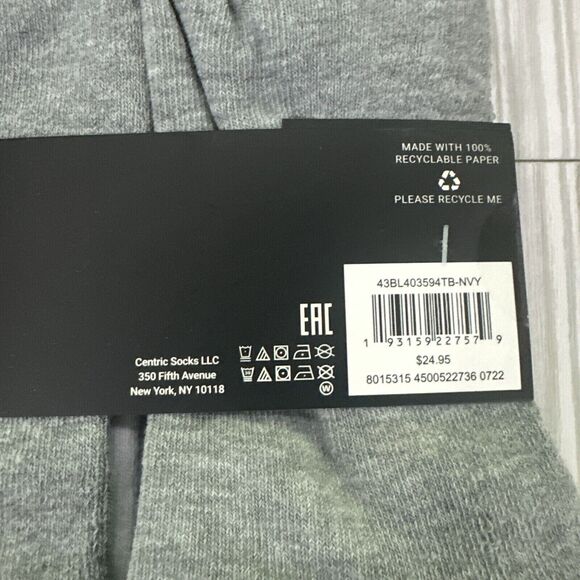 MADE WITH 100%
RECYCLABLE PAPER
PLEASE RECYCLE ME
43BL403594TB-NVY
1 93159 22757 9
$24.95
8015315 4500522736 0722
EAC
Centric Socks LLC
350 Fifth Avenue
New York, NY 10118
W